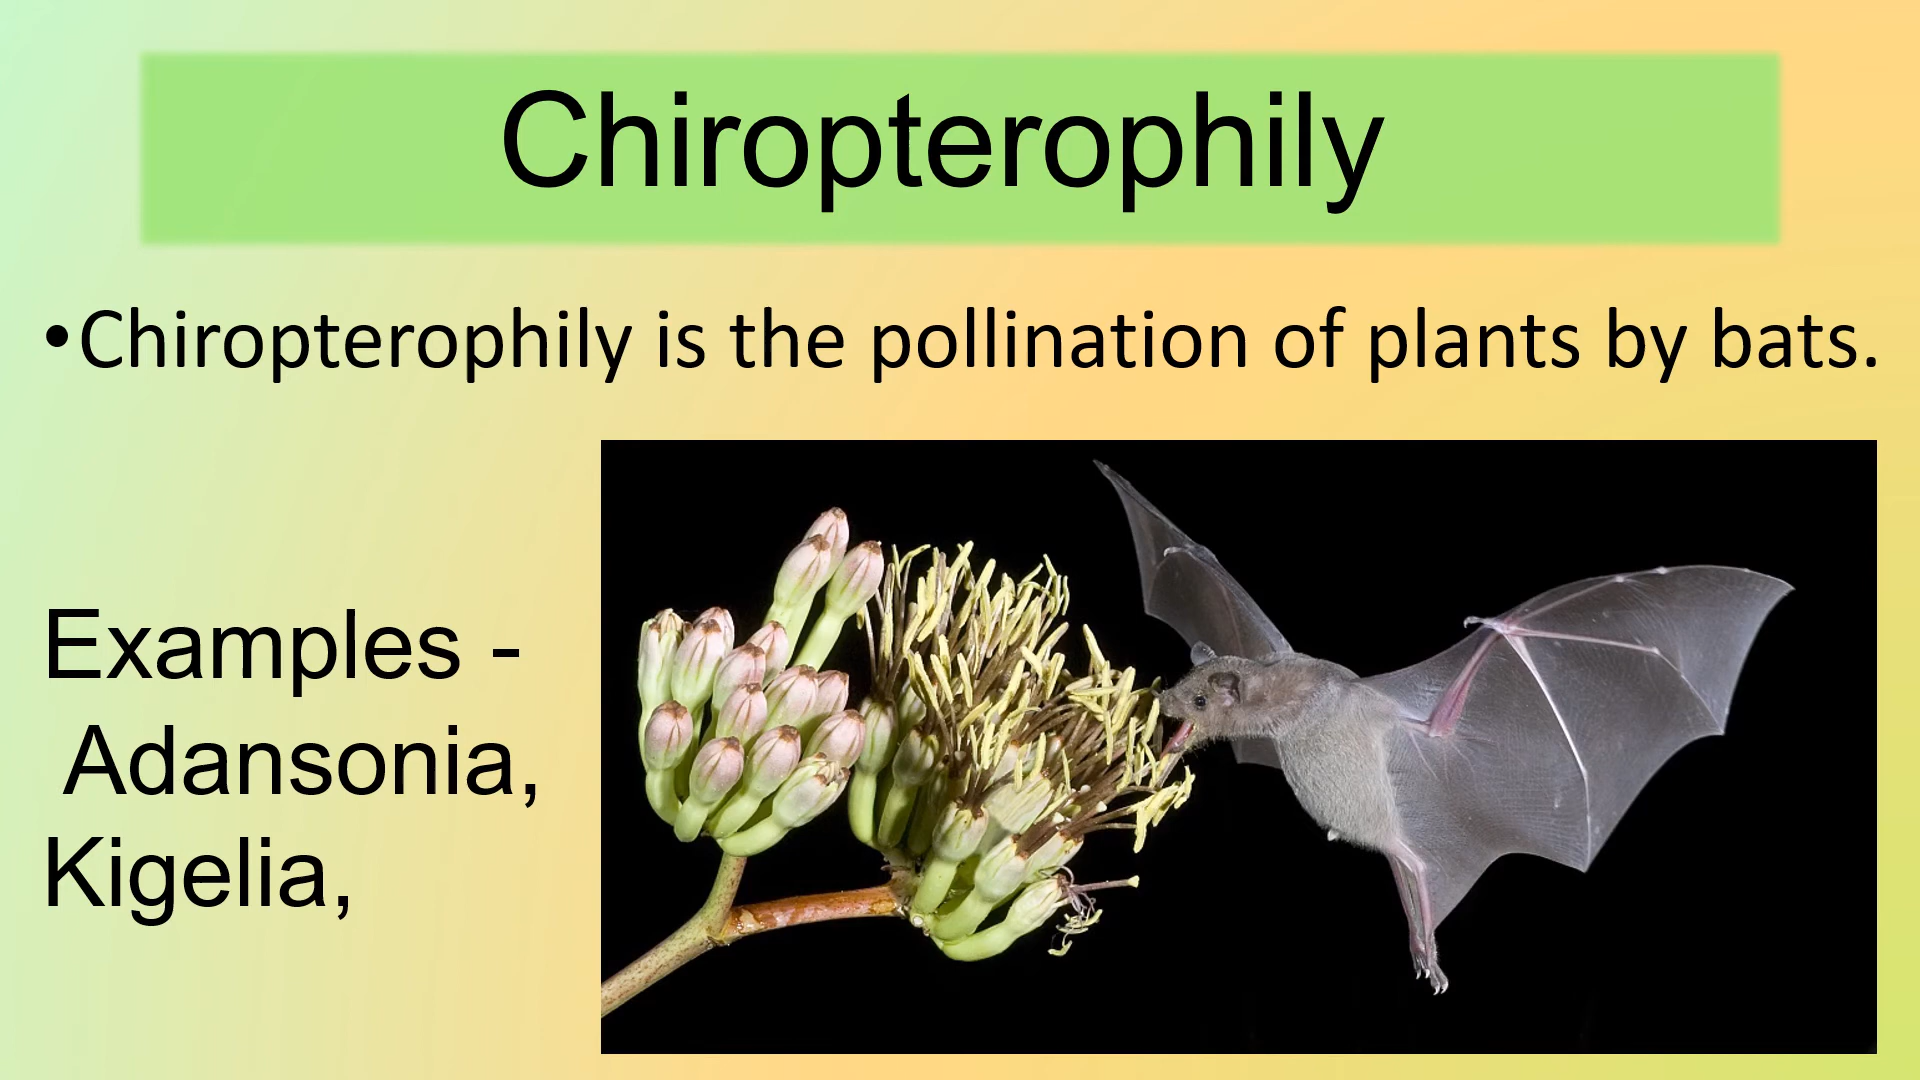 Chiropterophily
•Chiropterophily is the pollination of plants by bats.
Examples -
Adansonia,
Kigelia,